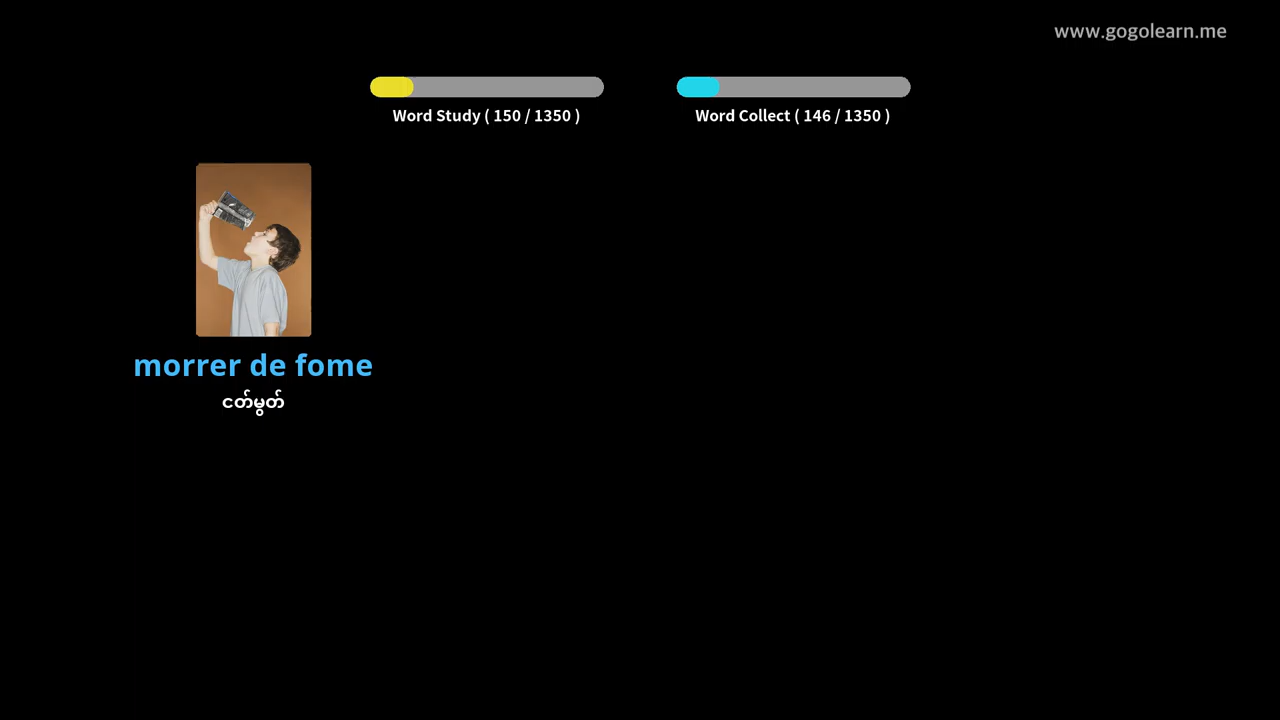 www.gogolearn.me
Word Study ( 150 / 1350 )
Word Collect ( 146 / 1350 )
morrer de fome
ငတ်မွတ်